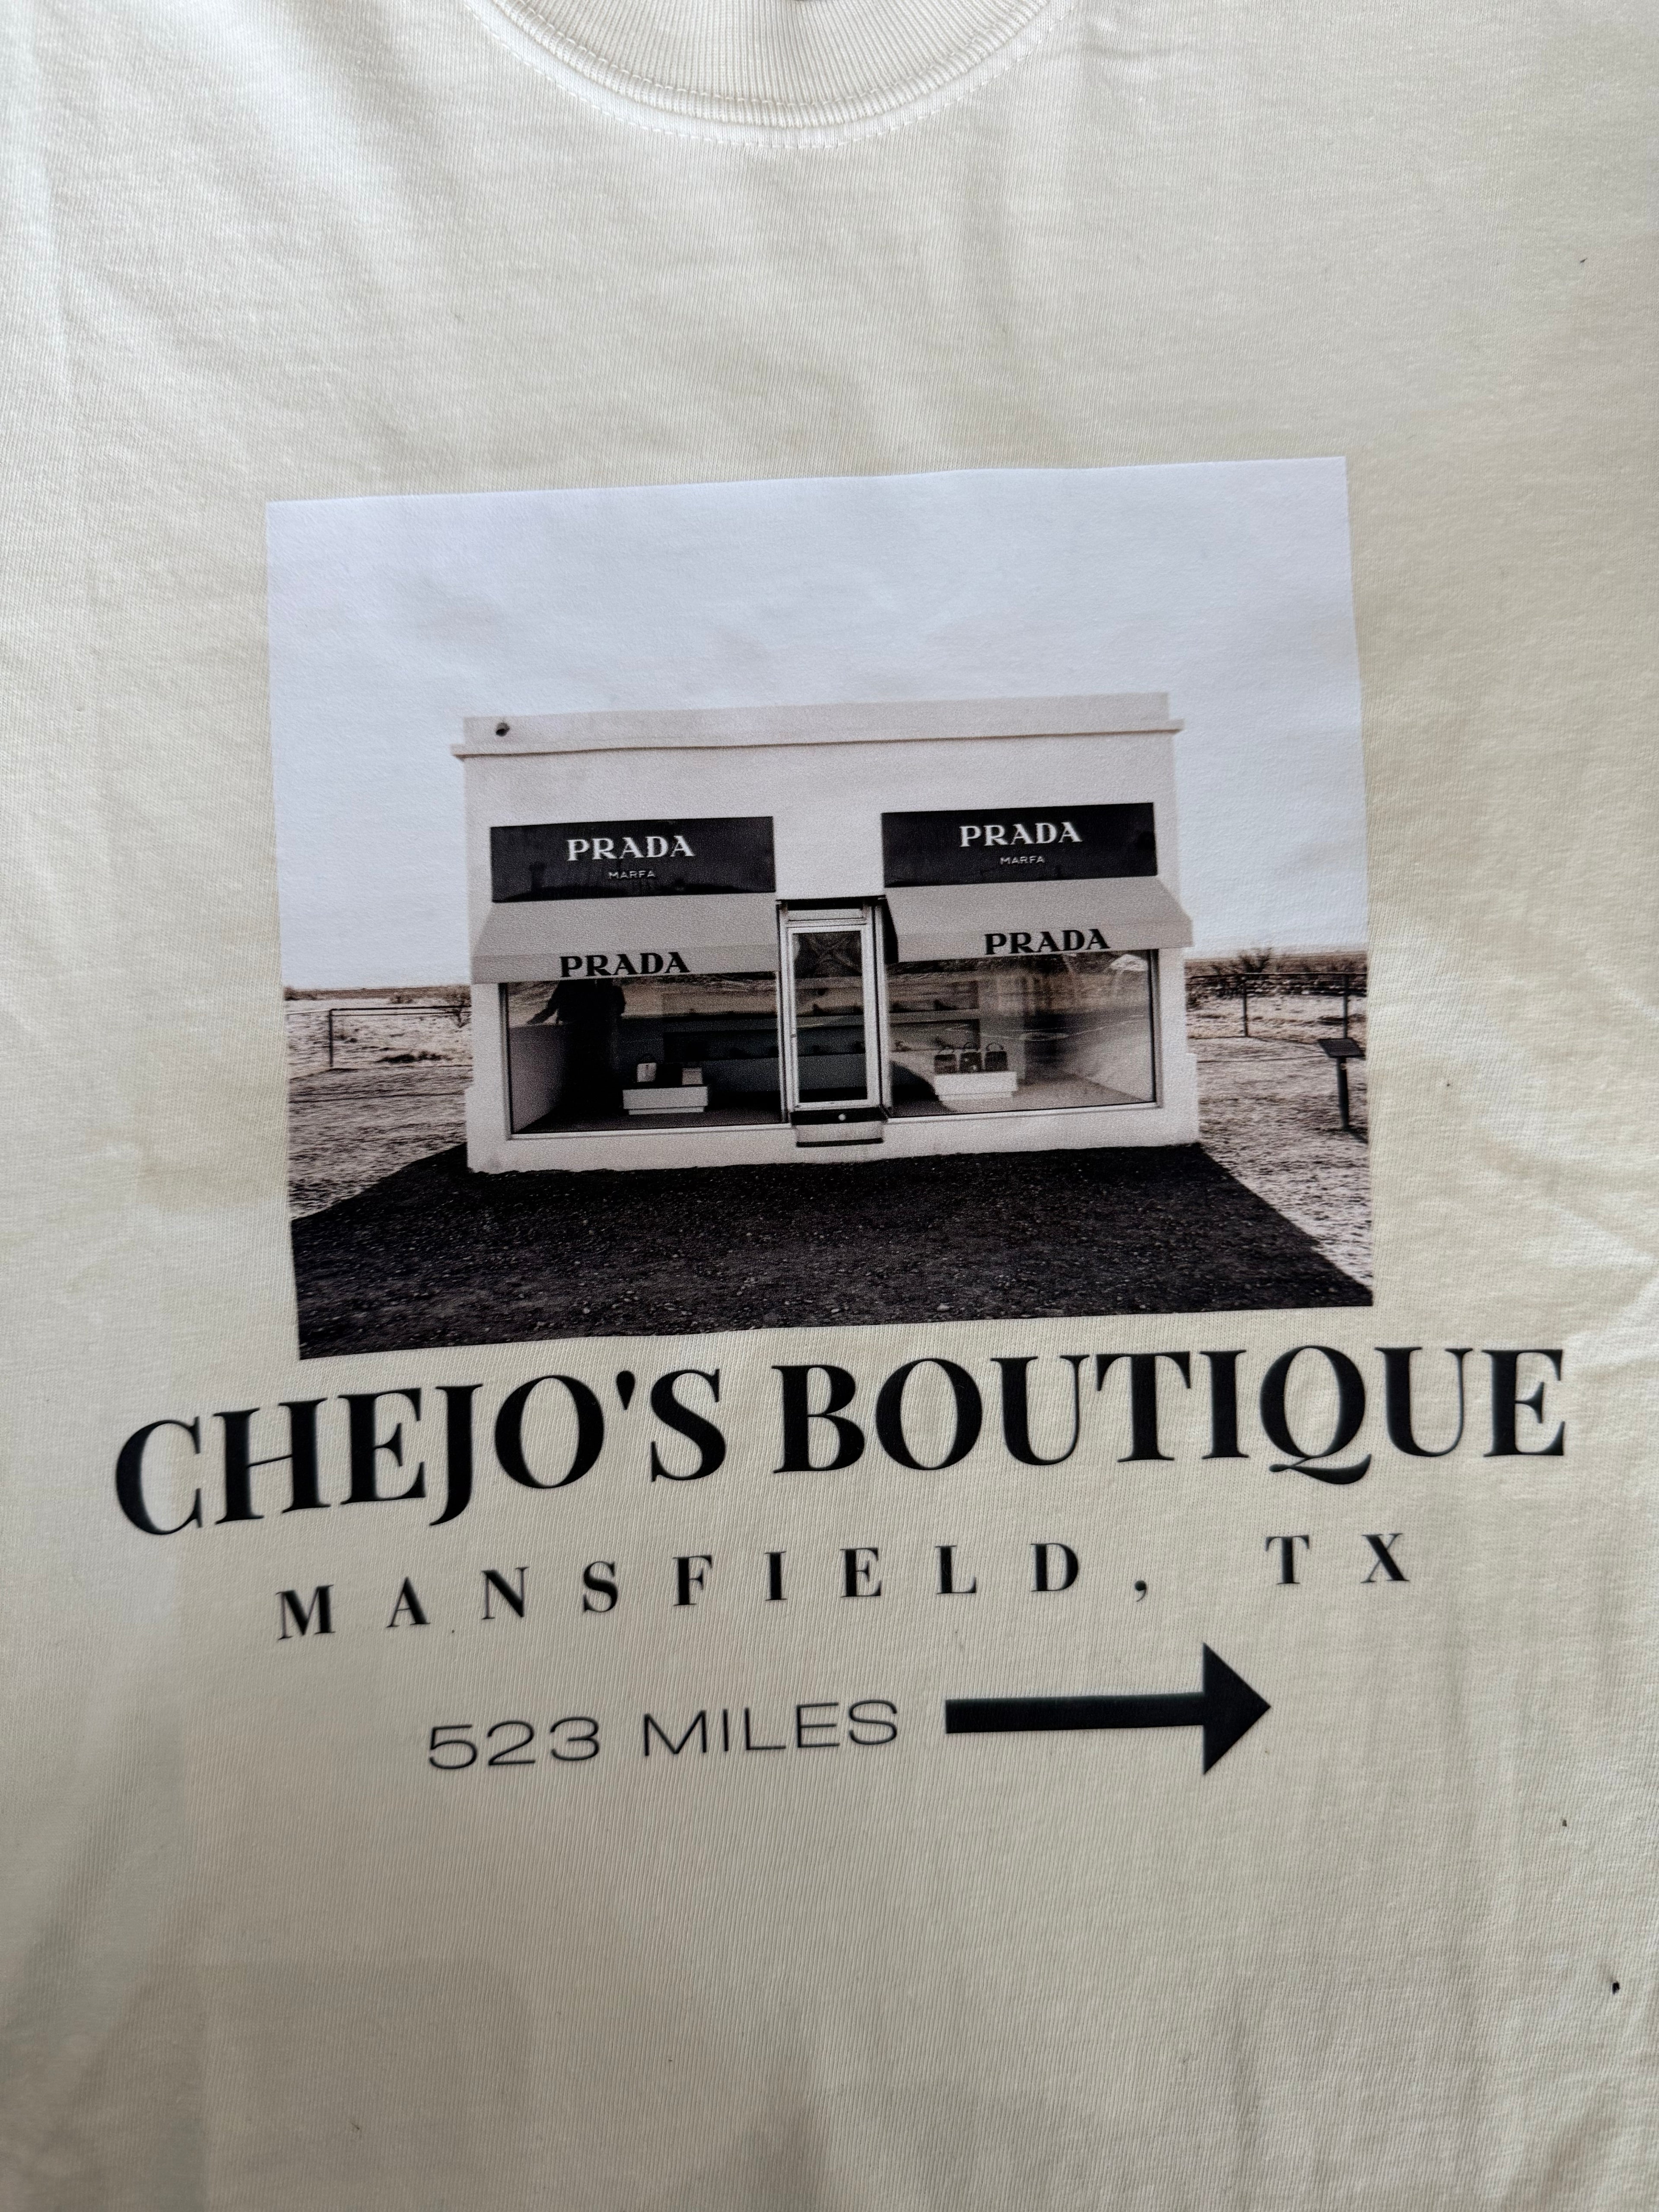 PRADA PRADA
MARFA MARFA
PRADA PRADA
CHEJO'S BOUTIQUE
MANSFIELD, TX
523 MILES